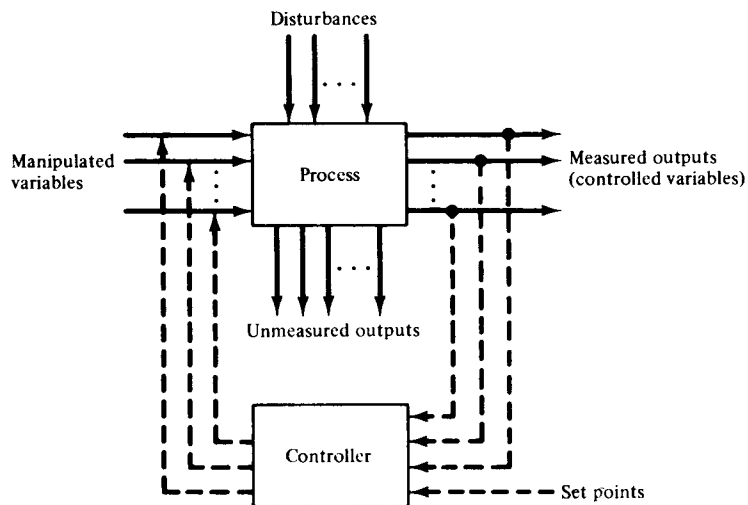 Disturbances
Manipulated
variables
Process
Measured outputs
(controlled variables)
Unmeasured outputs
Controller
Set points